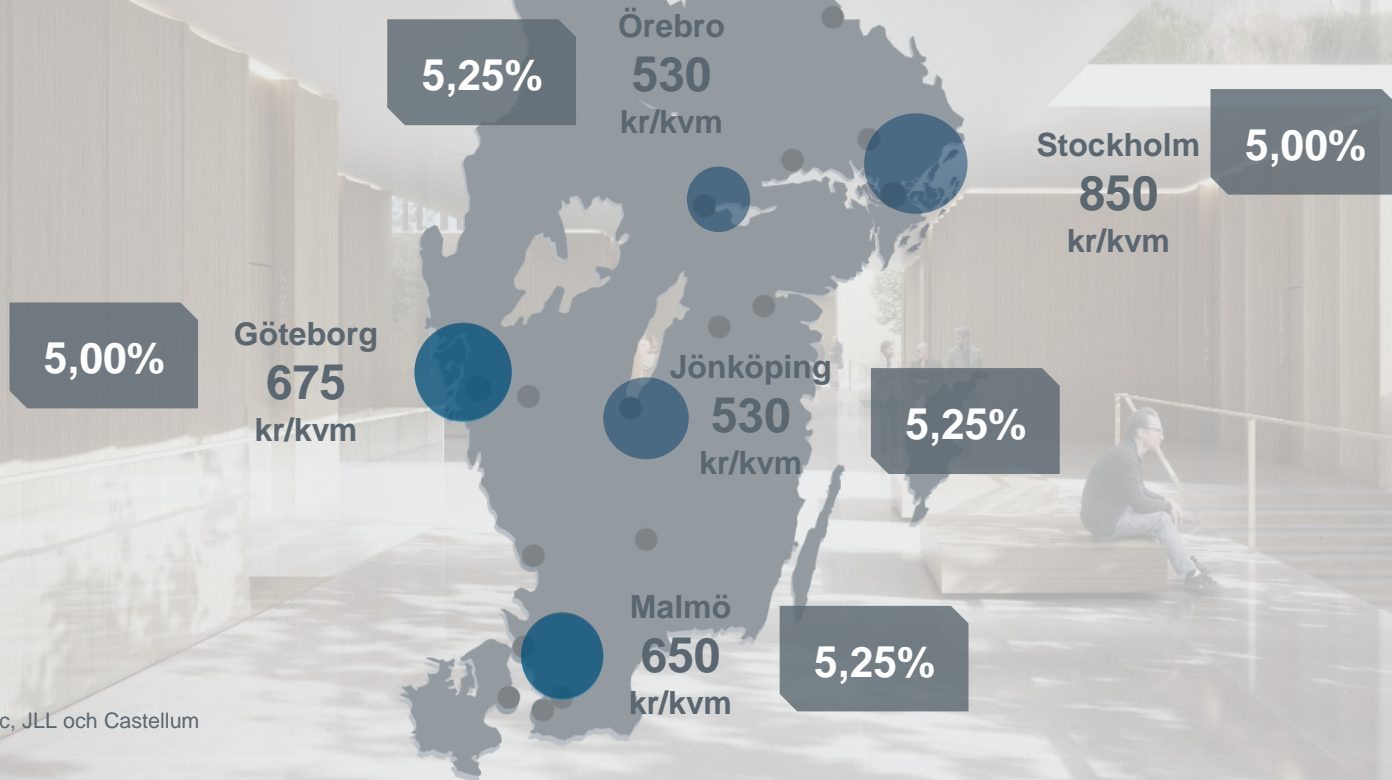 Örebro
530
kr/kvm
5,25%
Stockholm
850
kr/kvm
5,00%
5,00%
Göteborg
675
kr/kvm
Jönköping
530
kr/kvm
5,25%
Malmö
650
kr/kvm
5,25%
JLL och Castellum